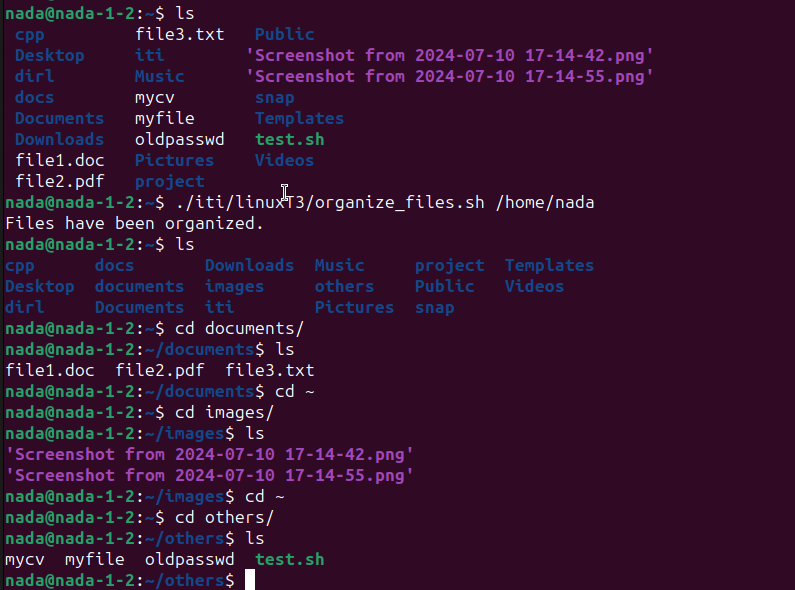 nada@nada-1-2:~$ ls
cpp file3.txt Public
Desktop iti 'Screenshot from 2024-07-10 17-14-42.png'
dirl Music 'Screenshot from 2024-07-10 17-14-55.png'
docs mycv snap
Documents myfile Templates
Downloads oldpasswd test.sh
file1.doc Pictures Videos
file2.pdf project
nada@nada-1-2:~$ ./iti/linuxT3/organize_files.sh /home/nada
Files have been organized.
nada@nada-1-2:~$ ls
cpp docs Downloads Music project Templates
Desktop documents images others Public Videos
dirl Documents iti Pictures snap
nada@nada-1-2:~$ cd documents/
nada@nada-1-2:~/documents$ ls
file1.doc file2.pdf file3.txt
nada@nada-1-2:~/documents$ cd ~
nada@nada-1-2:~$ cd images/
nada@nada-1-2:~/images$ ls
'Screenshot from 2024-07-10 17-14-42.png'
'Screenshot from 2024-07-10 17-14-55.png'
nada@nada-1-2:~/images$ cd ~
nada@nada-1-2:~$ cd others/
nada@nada-1-2:~/others$ ls
mycv myfile oldpasswd test.sh
nada@nada-1-2:~/others$